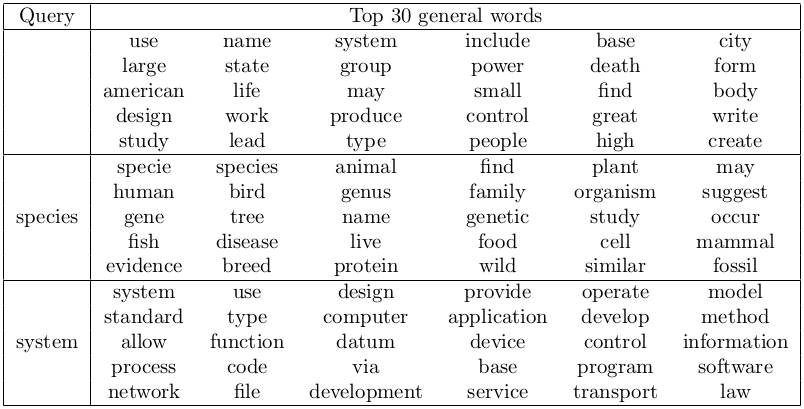 Query Top 30 general words
use name system include base city
large state group power death form
american life may small find body
design work produce control great write
study lead type people high create
specie species animal find plant may
human bird genus family organism suggest
species gene tree name genetic study occur
fish disease live food cell mammal
evidence breed protein wild similar fossil
system use design provide operate model
standard type computer application develop method
system allow function datum device control information
process code via base program software
network file development service transport law